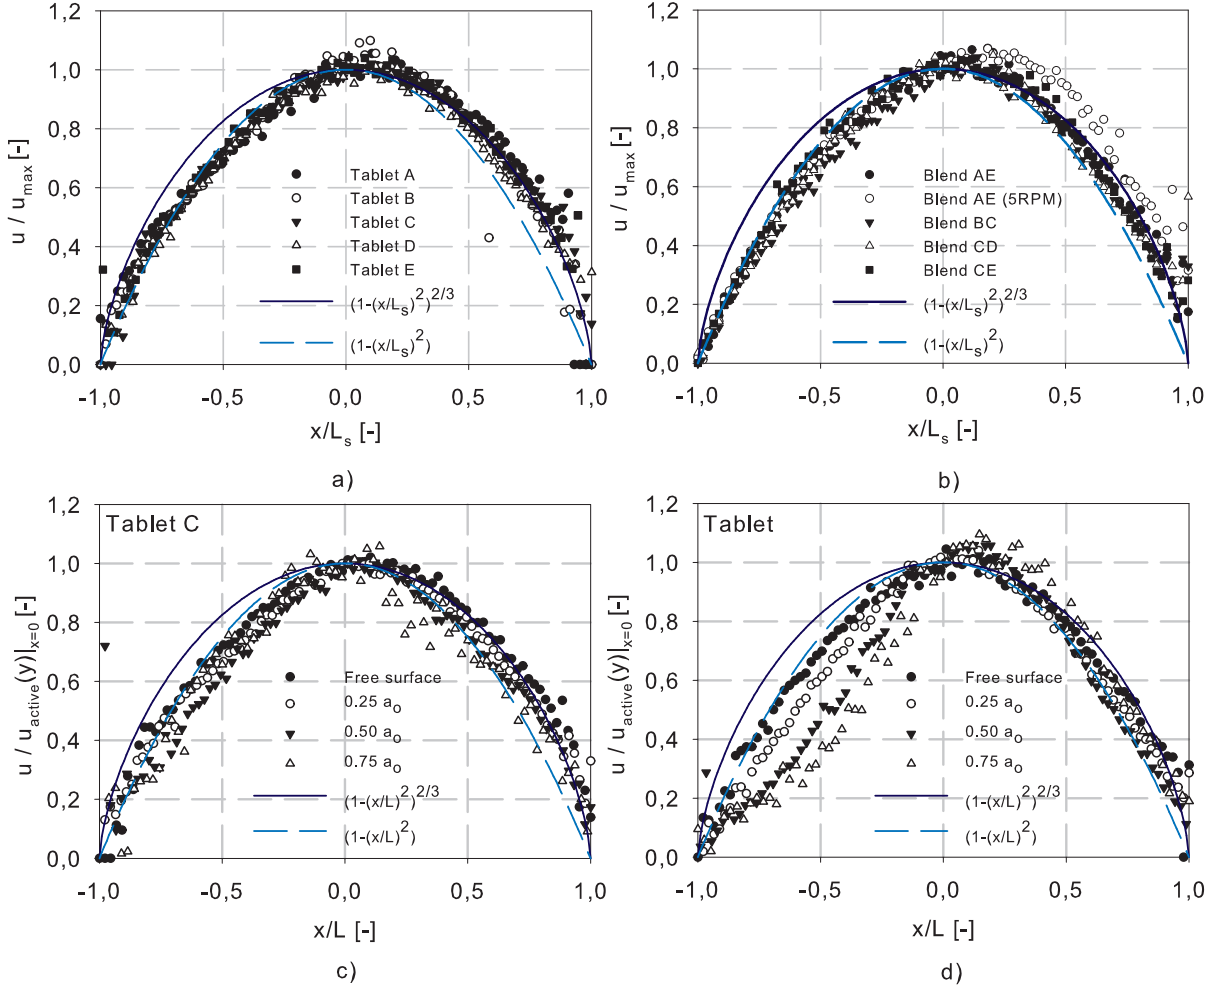 1,2
1,0
0,8
0,6
0,4
0,2
0,0
u / u_max [-]
Tablet A
Tablet B
Tablet C
Tablet D
Tablet E
(1-(x/L_s)^2)^2/3
(1-(x/L_s)^2)
-1,0 -0,5 0,0 0,5 1,0
x/L_s [-]
a)
1,2
1,0
0,8
0,6
0,4
0,2
0,0
u / u_max [-]
Blend AE
Blend AE (5RPM)
Blend BC
Blend CD
Blend CE
(1-(x/L_s)^2)^2/3
(1-(x/L_s)^2)
-1,0 -0,5 0,0 0,5 1,0
x/L_s [-]
b)
1,2
1,0
0,8
0,6
0,4
0,2
0,0
u / u_active(y)|_x=0 [-]
Tablet C
Free surface
0.25 a_o
0.50 a_o
0.75 a_o
(1-(x/L)^2)^2/3
(1-(x/L)^2)
-1,0 -0,5 0,0 0,5 1,0
x/L [-]
c)
1,2
1,0
0,8
0,6
0,4
0,2
0,0
u / u_active(y)|_x=0 [-]
Tablet
Free surface
0.25 a_o
0.50 a_o
0.75 a_o
(1-(x/L)^2)^2/3
(1-(x/L)^2)
-1,0 -0,5 0,0 0,5 1,0
x/L [-]
d)